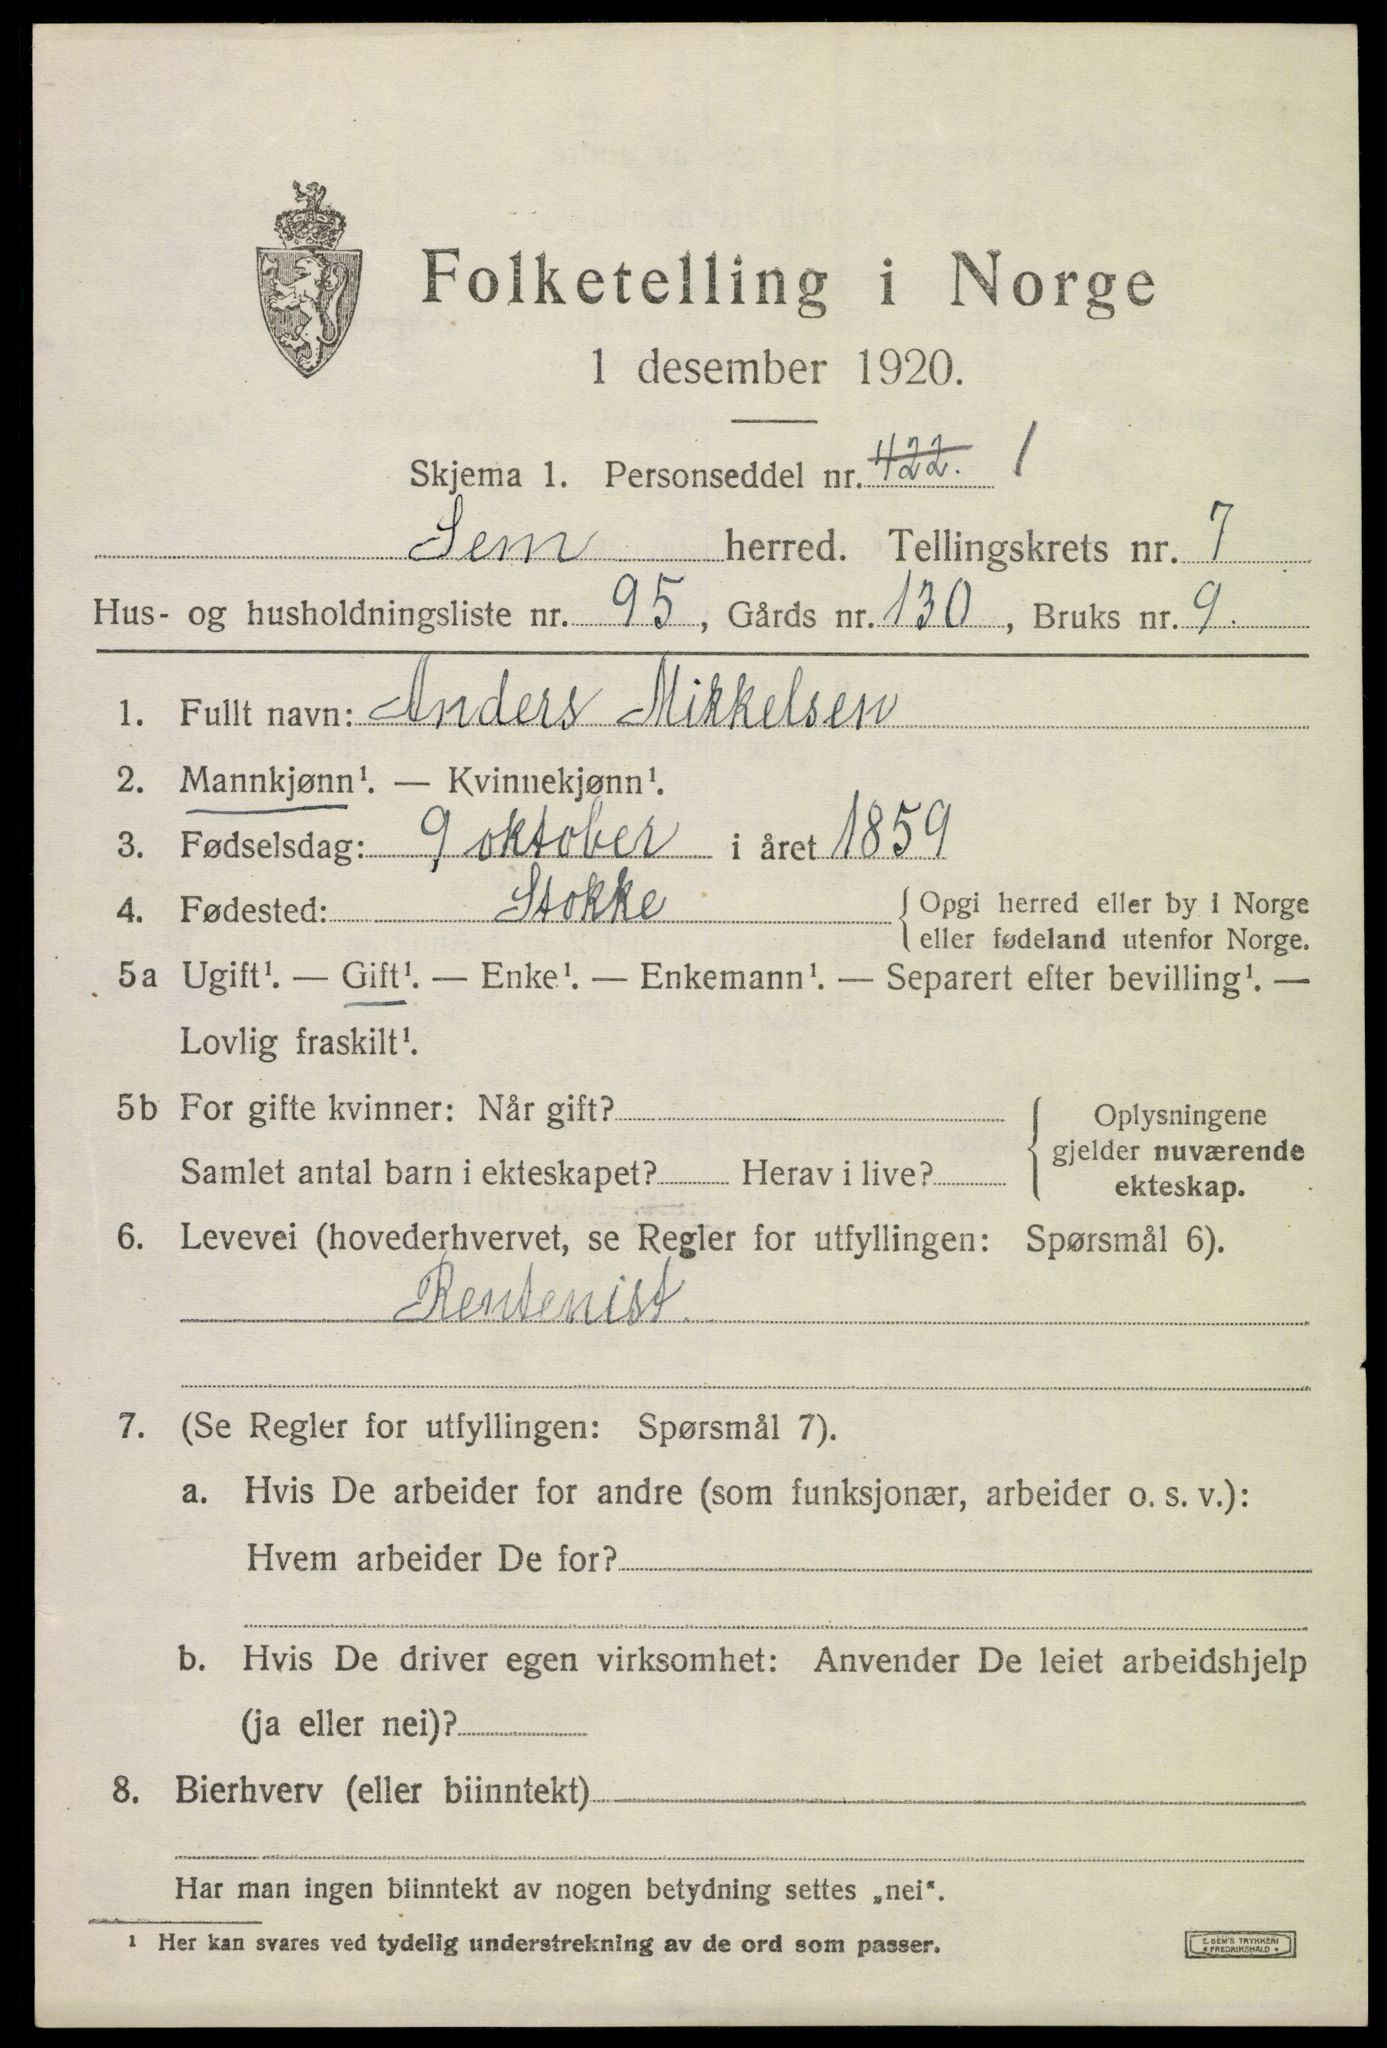 Folketelling i Norge
1 desember 1920.
Skjema 1. Personseddel nr. 422. 1
Sem herred. Tellingskrets nr. 7
Hus- og husholdningsliste nr. 95, Gårds nr. 130, Bruks nr. 9.
1. Fullt navn: Anders Mikkelsen
2. Mannkjønn¹. — Kvinnekjønn¹.
3. Fødselsdag: 9 oktober i året 1859
4. Fødested: Stokke { Opgi herred eller by i Norge
eller fødeland utenfor Norge.
5a Ugift¹. — Gift¹. — Enke¹. — Enkemann¹. — Separert efter bevilling¹. —
Lovlig fraskilt¹.
5b For gifte kvinner: Når gift? { Oplysningene
gjelder nuværende
Samlet antal barn i ekteskapet? Herav i live?
ekteskap.
6. Levevei (hovederhvervet, se Regler for utfyllingen: Spørsmål 6).
Rentenist.
7. (Se Regler for utfyllingen: Spørsmål 7).
a. Hvis De arbeider for andre (som funksjonær, arbeider o. s. v.):
Hvem arbeider De for?
b. Hvis De driver egen virksomhet: Anvender De leiet arbeidshjelp
(ja eller nei)?
8. Bierhverv (eller biinntekt)
Har man ingen biinntekt av nogen betydning settes „nei“.
¹ Her kan svares ved tydelig understrekning av de ord som passer.
E. SEM'S TRYKKERI
* FREDRIKSHALD *